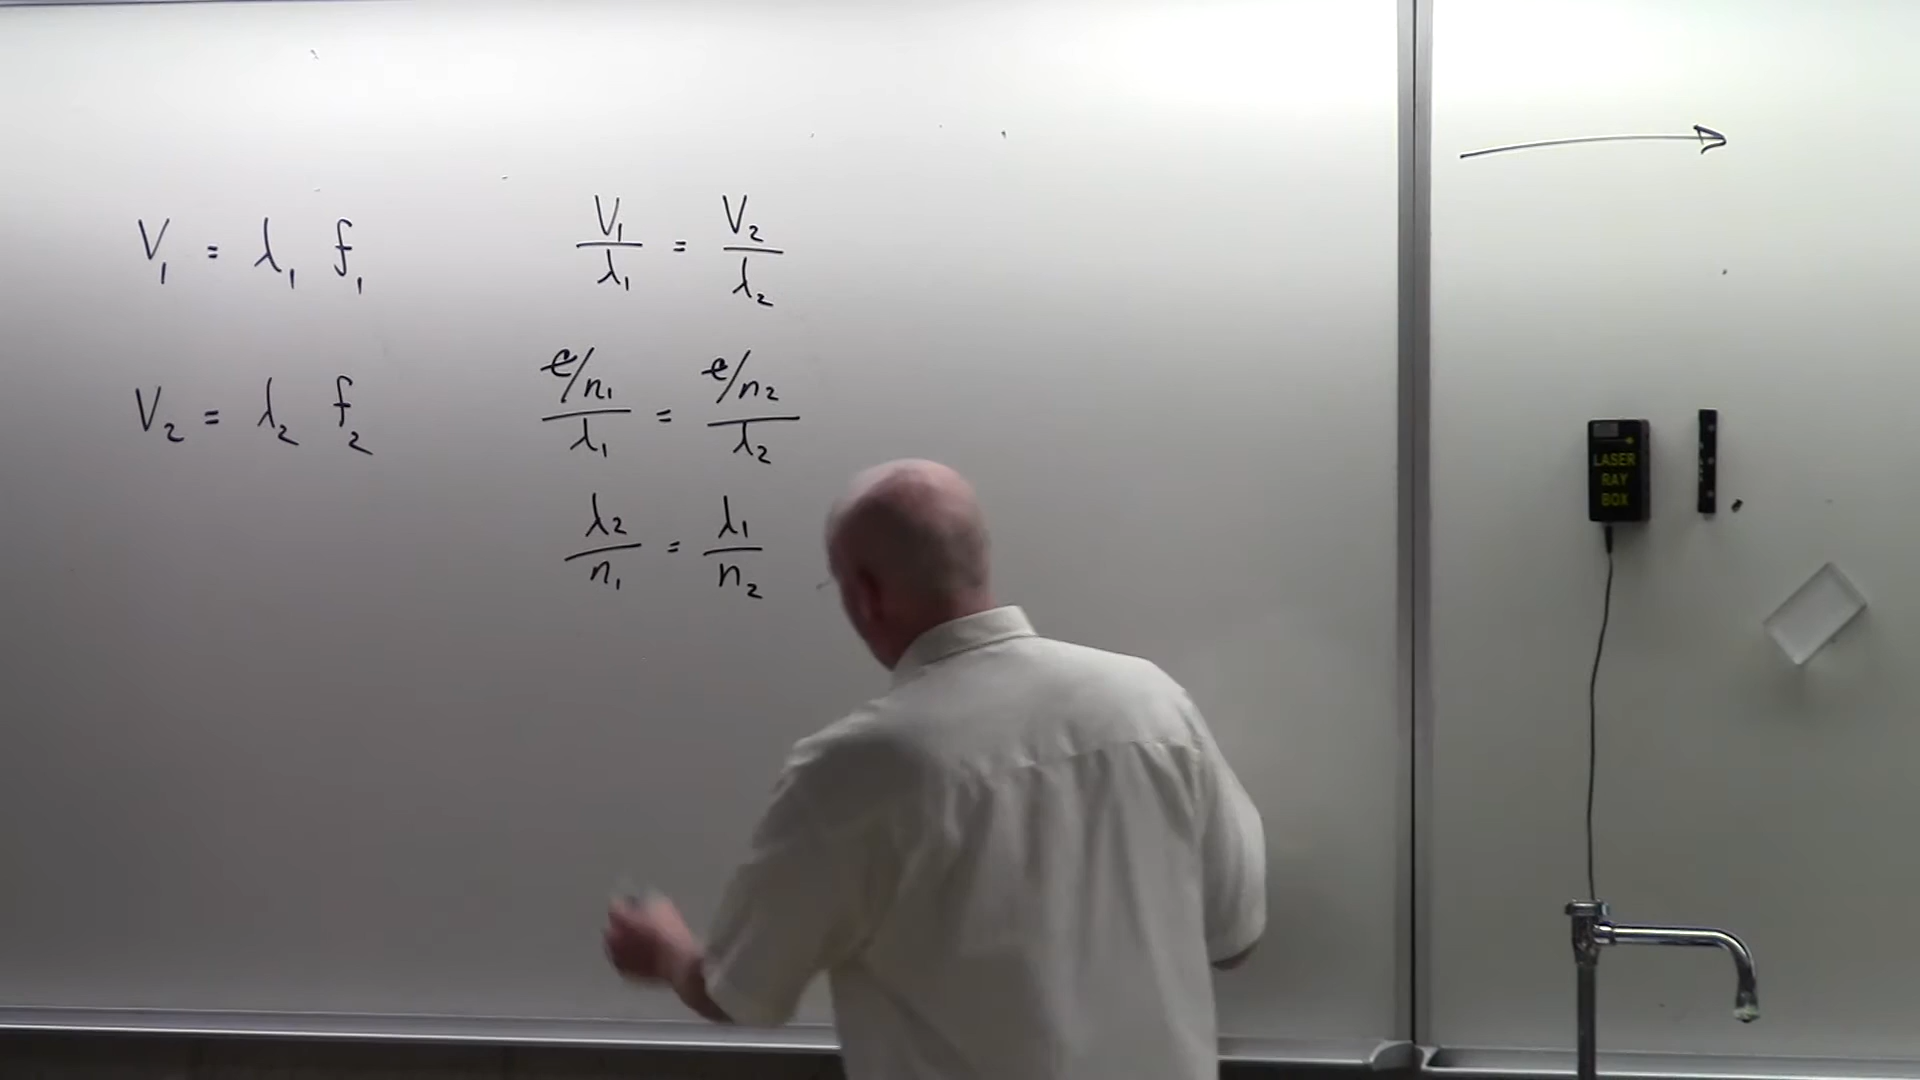 V₁ = λ₁ f₁
V₂ = λ₂ f₂
V₁/λ₁ = V₂/λ₂
(c/n₁)/λ₁ = (c/n₂)/λ₂
λ₂/n₁ = λ₁/n₂
LASER
RAY
BOX